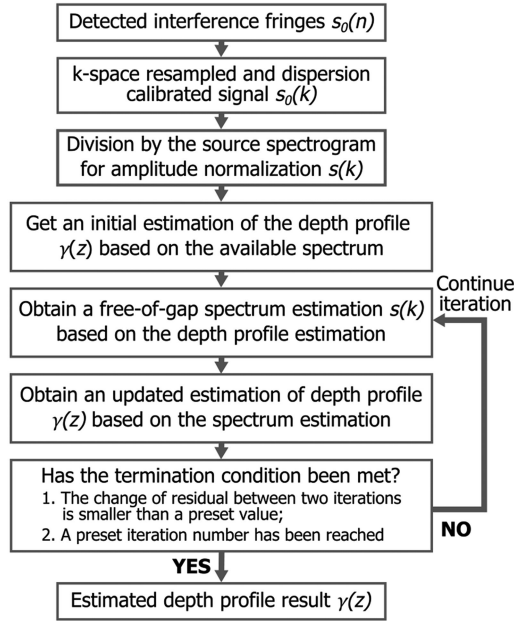 Detected interference fringes s₀(n)
k-space resampled and dispersion
calibrated signal s₀(k)
Division by the source spectrogram
for amplitude normalization s(k)
Get an initial estimation of the depth profile
γ(z) based on the available spectrum
Continue
iteration
Obtain a free-of-gap spectrum estimation s(k)
based on the depth profile estimation
Obtain an updated estimation of depth profile
γ(z) based on the spectrum estimation
Has the termination condition been met?
1. The change of residual between two iterations
is smaller than a preset value;
2. A preset iteration number has been reached
NO
YES
Estimated depth profile result γ(z)